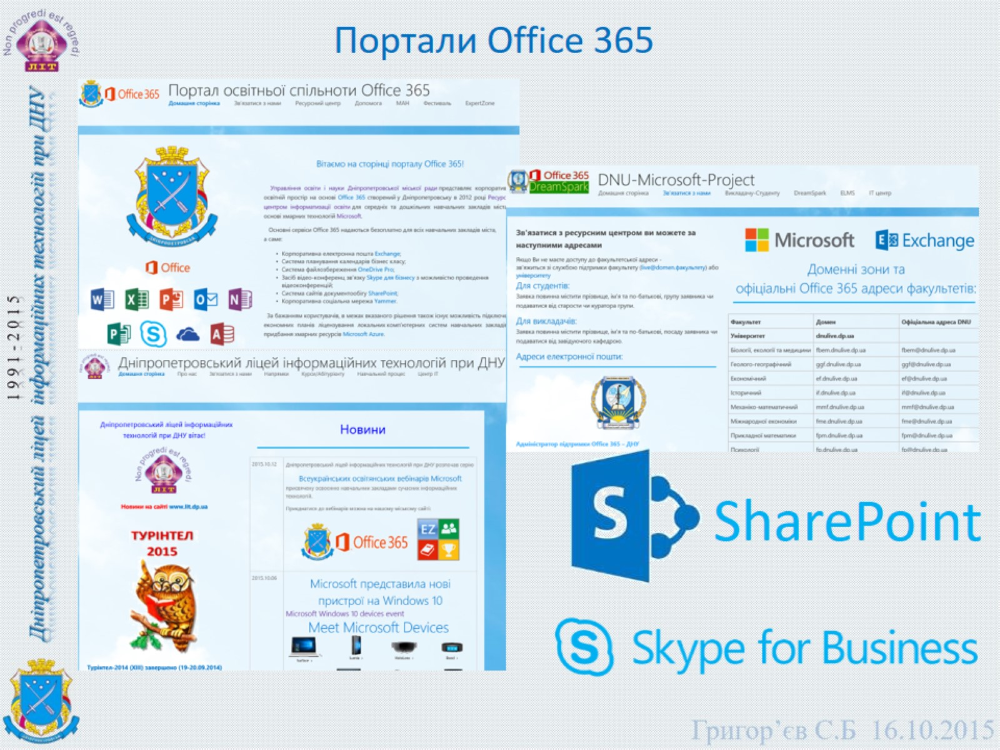 Non progredi est regredi
ЛІТ
Портали Office 365
Дніпропетровський ліцей інформаційних технологій при ДНУ
1991-2015
Office 365
Портал освітньої спільноти Office 365
Домашня сторінка Зв'язатися з нами Ресурсний центр Допомога МАН Фестиваль ExpertZone
ДНІПРОПЕТРОВСЬК
Office
Вітаємо на сторінці порталу Office 365!
Управління освіти і науки Дніпропетровської міської ради представляє корпоратив
освітній простір на основі Office 365 створений у Дніпропетровську в 2012 році Ресурс
центром інформатизації освіти для середніх та дошкільних навчальних закладів міста
основі хмарних технологій Microsoft.
Основні сервіси Office 365 надаються безоплатно для всіх навчальних закладів міста,
а саме:
• Корпоративна електронна пошта Exchange;
• Система планування календарів бізнес класу;
• Система файлозбереження OneDrive Pro;
• Засіб відео-конференц зв'язку Skype для бізнесу з можливістю проведення
відеоконференцій;
• Система сайтів документообігу SharePoint;
• Корпоративна соціальна мережа Yammer.
За бажанням користувачів, в межах вказаного рішення також існує можливість підключе
економних планів ліцензування локальних комп'ютерних систем навчальних закладів
придбання хмарних ресурсів Microsoft Azure.
Office 365
DreamSpark
DNU-Microsoft-Project
Домашня сторінка Зв'язатися з нами Викладачу-Студенту DreamSpark ELMS ІТ центр
Зв'язатися з ресурсним центром ви можете за
наступними адресами
Якщо Ви не маєте доступу до факультетської адреси -
зв'яжиться зі службою підтримки факультету (live@domen.факультету) або
університету
Для студентів:
Заявка повинна містити прізвище, ім'я та по-батькові, групу заявника чи
подаватися від старости чи куратора групи.
Для викладачів:
Заявка повинна містити прізвище, ім'я та по-батькові, посаду заявника чи
подаватися від завідуючого кафедрою.
Адреси електронної пошти:
Адміністратор підтримки Office 365 – ДНУ
Microsoft Exchange
Доменні зони та
офіціальні Office 365 адреси факультетів:
Факультет Домен Офіціальна адреса DNU
Університет dnulive.dp.ua
Біології, екології та медицини fbem.dnulive.dp.ua fbem@dnulive.dp.ua
Геолого-географічний ggf.dnulive.dp.ua ggf@dnulive.dp.ua
Економічний ef.dnulive.dp.ua ef@dnulive.dp.ua
Історичний if.dnulive.dp.ua if@dnulive.dp.ua
Механіко-математичний mmf.dnulive.dp.ua mmf@dnulive.dp.ua
Міжнародної економіки fme.dnulive.dp.ua fme@dnulive.dp.ua
Прикладної математики fpm.dnulive.dp.ua fpm@dnulive.dp.ua
Психології fp.dnulive.dp.ua fp@dnulive.dp.ua
Дніпропетровський ліцей інформаційних технологій при ДНУ
Домашня сторінка Про нас Зв'язатися з нами Напрямки Курси/Абітурієнту Навчальний процес Центр ІТ
Дніпропетровський ліцей інформаційних
технологій при ДНУ вітає!
Non progredi est regredi
ЛІТ
Новини на сайті www.lit.dp.ua
ТУРІНТЕЛ
2015
Турінтел-2014 (XIII) завершено (19-20.09.2014)
Новини
2015.10.12 Дніпропетровський ліцей інформаційних технологій при ДНУ розпочав серію
Всеукраїнських освітянських вебінарів Microsoft
присвячену освоєнню навчальними закладами сучасних інформаційних
технологій.
Приєднатися до вебінарів можна на нашому міському сайті:
Office 365
EZ
2015.10.06
Microsoft представила нові
пристрої на Windows 10
Microsoft Windows 10 devices event
Meet Microsoft Devices
Surface › Lumia › HoloLens › Band ›
SharePoint
Skype for Business
Григор’єв С.Б 16.10.2015